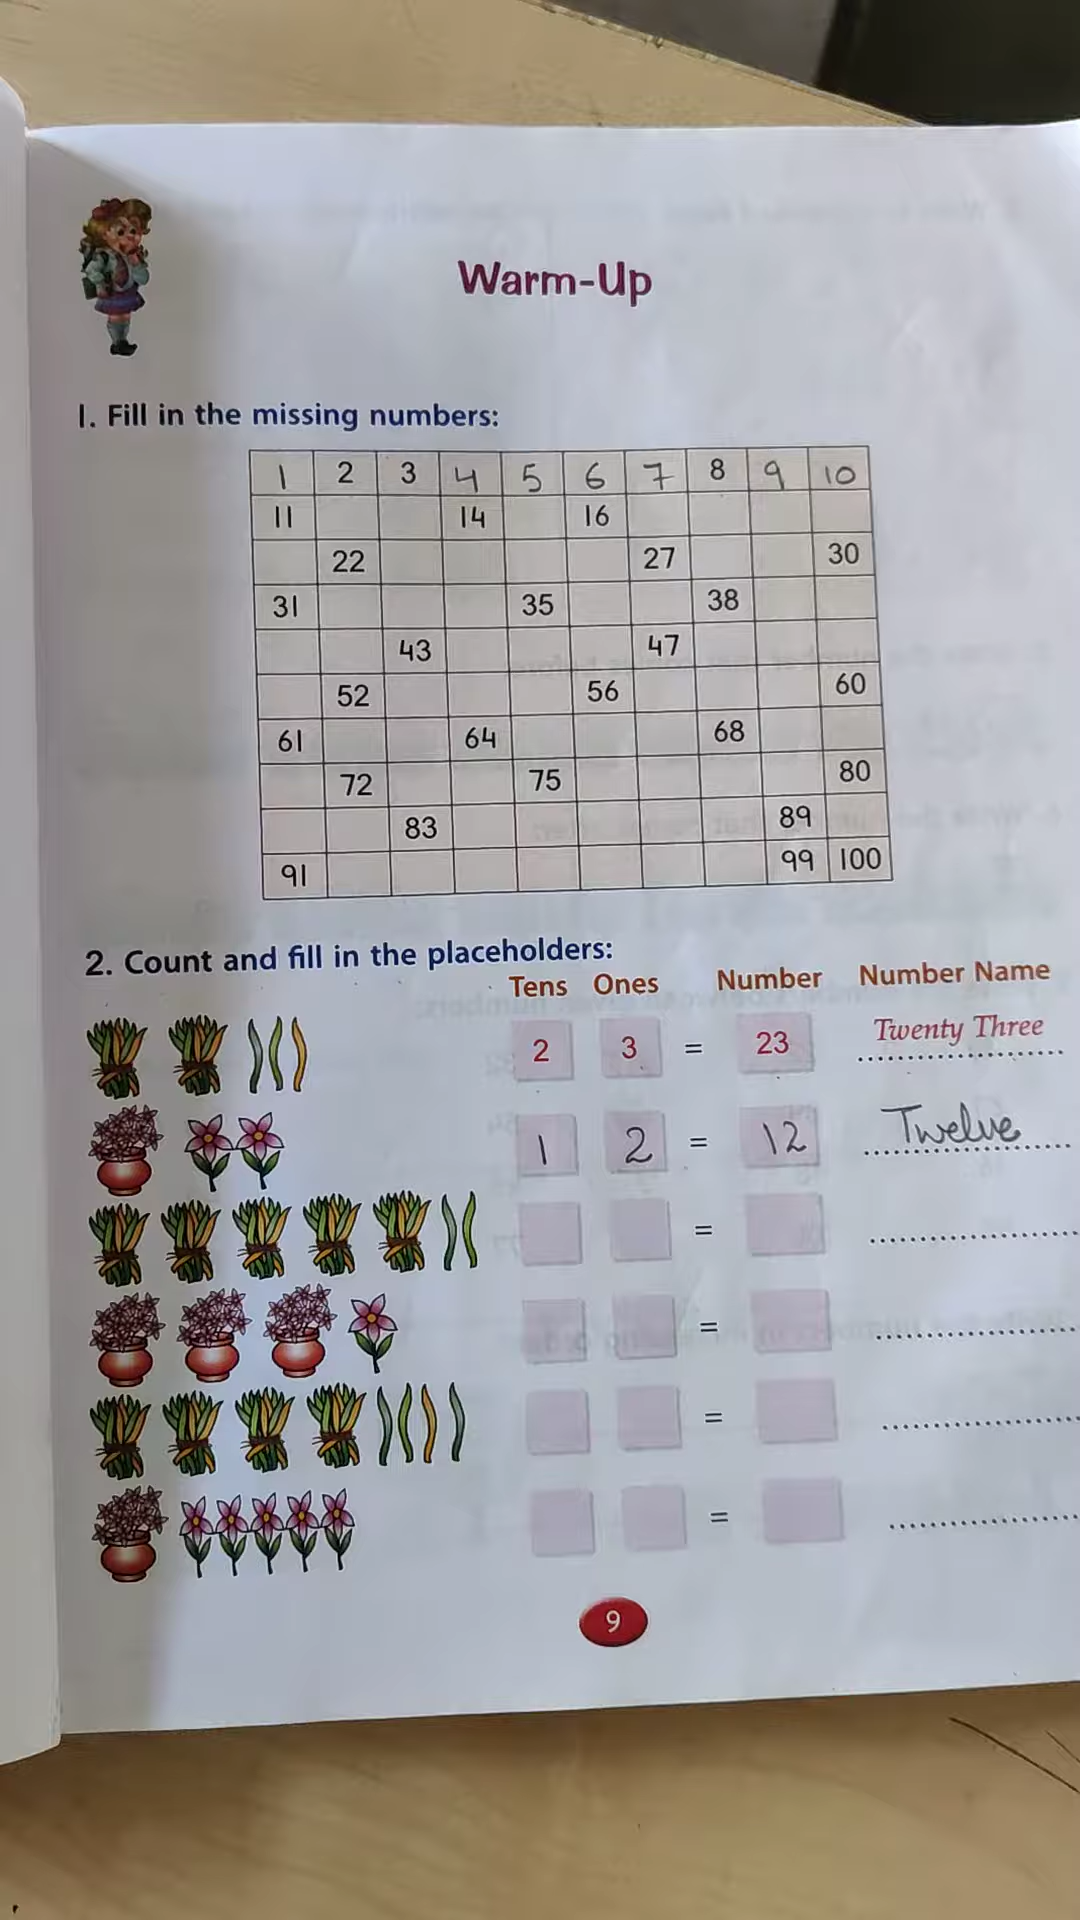 Warm-Up
1. Fill in the missing numbers:
1 2 3 4 5 6 7 8 9 10
11 14 16
22 27 30
31 35 38
43 47
52 56 60
61 64 68
72 75 80
83 89
91 99 100
2. Count and fill in the placeholders:
Tens Ones Number Number Name
2 3 = 23 Twenty Three
1 2 = 12 Twelve
=
=
=
=
9